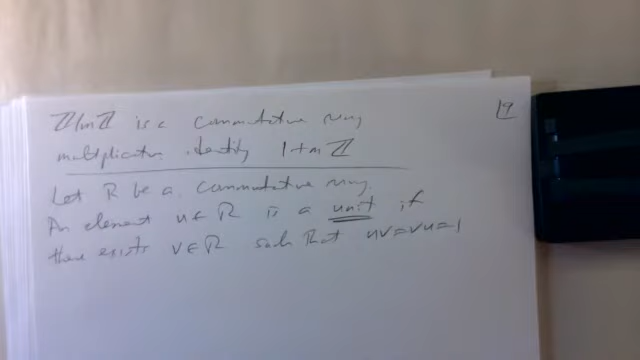 ℤ/mℤ is a commutative ring
multiplicative identity 1+mℤ
Let R be a commutative ring.
An element u ∈ R is a unit if
there exists v ∈ R such that uv=vu=1
19